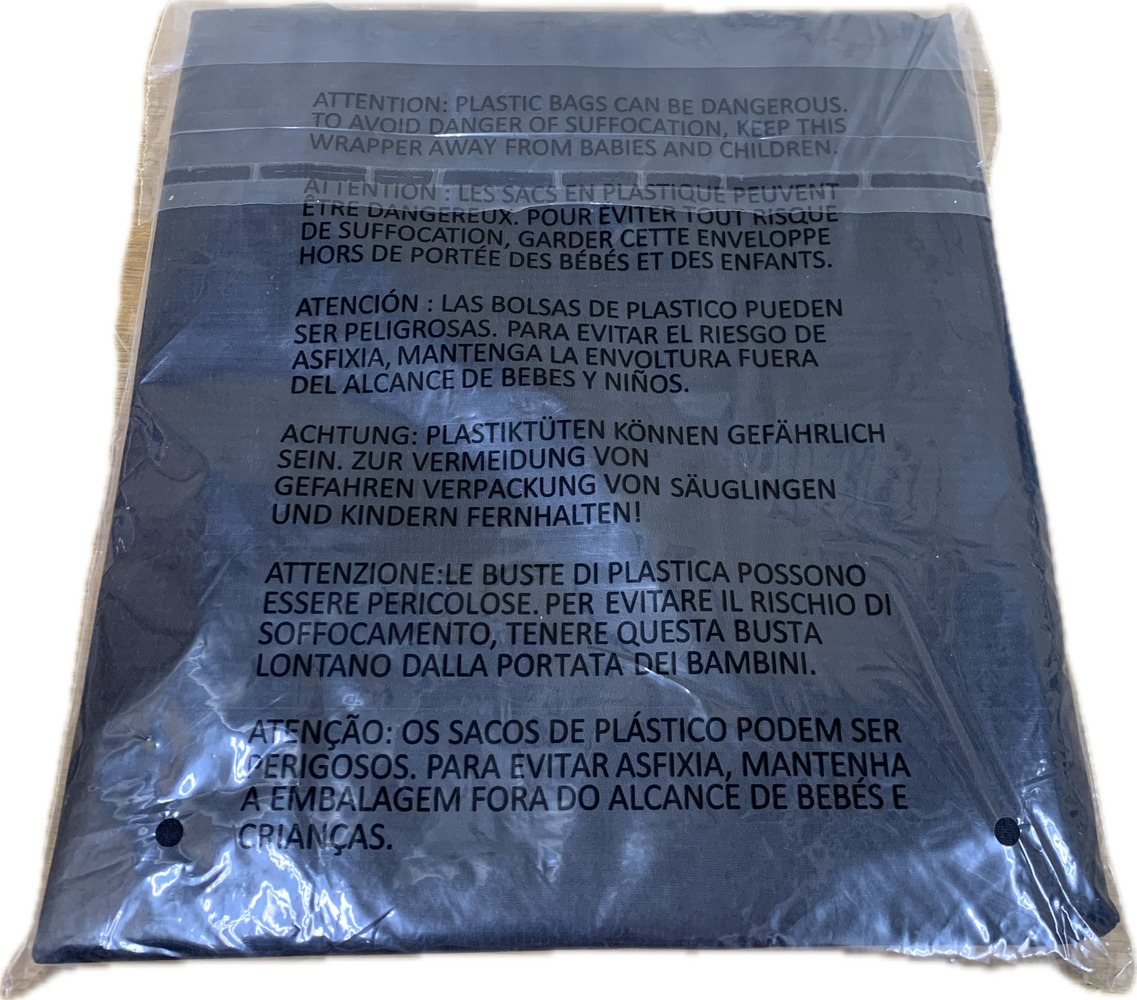 ATTENTION: PLASTIC BAGS CAN BE DANGEROUS.
TO AVOID DANGER OF SUFFOCATION, KEEP THIS
WRAPPER AWAY FROM BABIES AND CHILDREN.
ATTENTION : LES SACS EN PLASTIQUE PEUVENT
ÊTRE DANGEREUX. POUR ÉVITER TOUT RISQUE
DE SUFFOCATION, GARDER CETTE ENVELOPPE
HORS DE PORTÉE DES BÉBÉS ET DES ENFANTS.
ATENCIÓN : LAS BOLSAS DE PLASTICO PUEDEN
SER PELIGROSAS. PARA EVITAR EL RIESGO DE
ASFIXIA, MANTENGA LA ENVOLTURA FUERA
DEL ALCANCE DE BEBES Y NIÑOS.
ACHTUNG: PLASTIKTÜTEN KÖNNEN GEFÄHRLICH
SEIN. ZUR VERMEIDUNG VON
GEFAHREN VERPACKUNG VON SÄUGLINGEN
UND KINDERN FERNHALTEN!
ATTENZIONE:LE BUSTE DI PLASTICA POSSONO
ESSERE PERICOLOSE. PER EVITARE IL RISCHIO DI
SOFFOCAMENTO, TENERE QUESTA BUSTA
LONTANO DALLA PORTATA DEI BAMBINI.
ATENÇÃO: OS SACOS DE PLÁSTICO PODEM SER
PERIGOSOS. PARA EVITAR ASFIXIA, MANTENHA
A EMBALAGEM FORA DO ALCANCE DE BEBÉS E
CRIANÇAS.